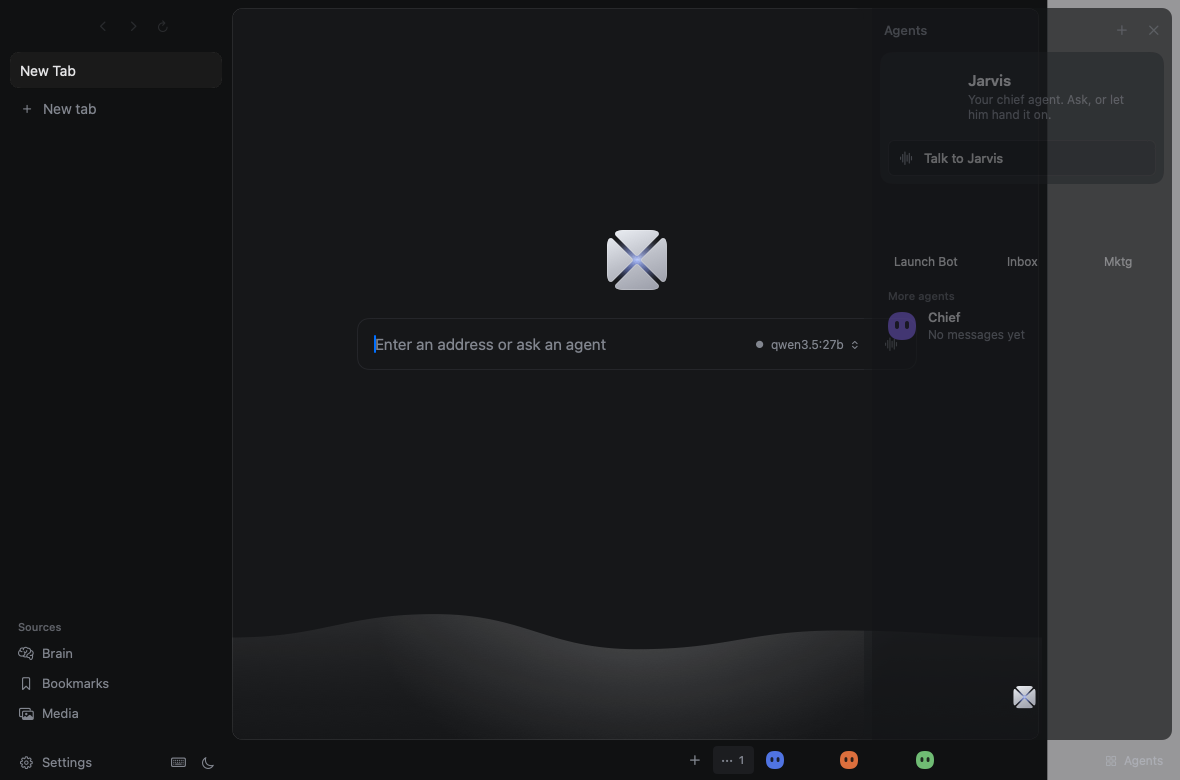 New Tab
+ New tab
Sources
Brain
Bookmarks
Media
Settings
Enter an address or ask an agent
qwen3.5:27b
Agents
Jarvis
Your chief agent. Ask, or let
him hand it on.
Talk to Jarvis
Launch Bot
Inbox
Mktg
More agents
Chief
No messages yet
+
··· 1
Agents